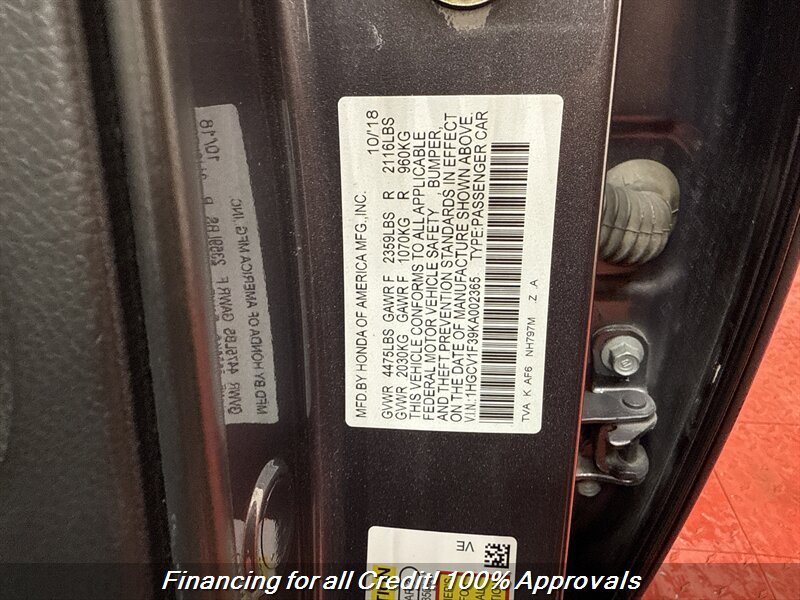 MFD BY HONDA OF AMERICA MFG.,INC. 10/'18
GVWR 4475LBS GAWR F 2359LBS R 2116LBS
GVWR 2030KG GAWR F 1070KG R 960KG
THIS VEHICLE CONFORMS TO ALL APPLICABLE
FEDERAL MOTOR VEHICLE SAFETY , BUMPER,
AND THEFT PREVENTION STANDARDS IN EFFECT
ON THE DATE OF MANUFACTURE SHOWN ABOVE.
V.I.N.:1HGCV1F39KA002365 TYPE:PASSENGER CAR
TVA K AF6 NH797M Z A
VE
Financing for all Credit! 100% Approvals